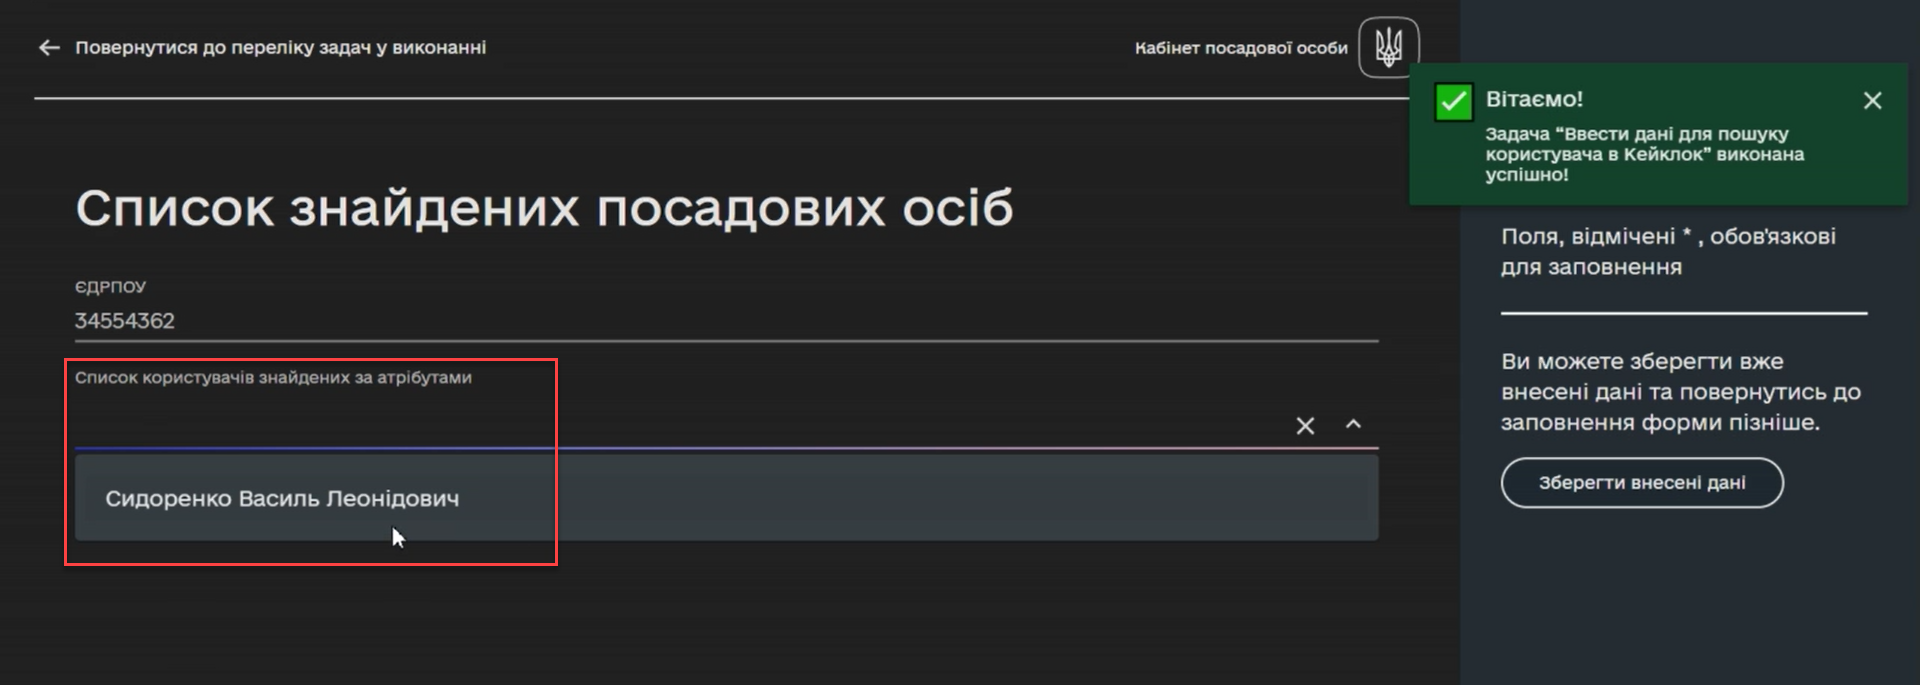 Повернутися до переліку задач у виконанні
Кабінет посадової особи
Вітаємо!
Задача “Ввести дані для пошуку
користувача в Кейклок” виконана
успішно!
Список знайдених посадових осіб
ЄДРПОУ
34554362
Список користувачів знайдених за атрібутами
Сидоренко Василь Леонідович
Поля, відмічені * , обов'язкові
для заповнення
Ви можете зберегти вже
внесені дані та повернутись до
заповнення форми пізніше.
Зберегти внесені дані